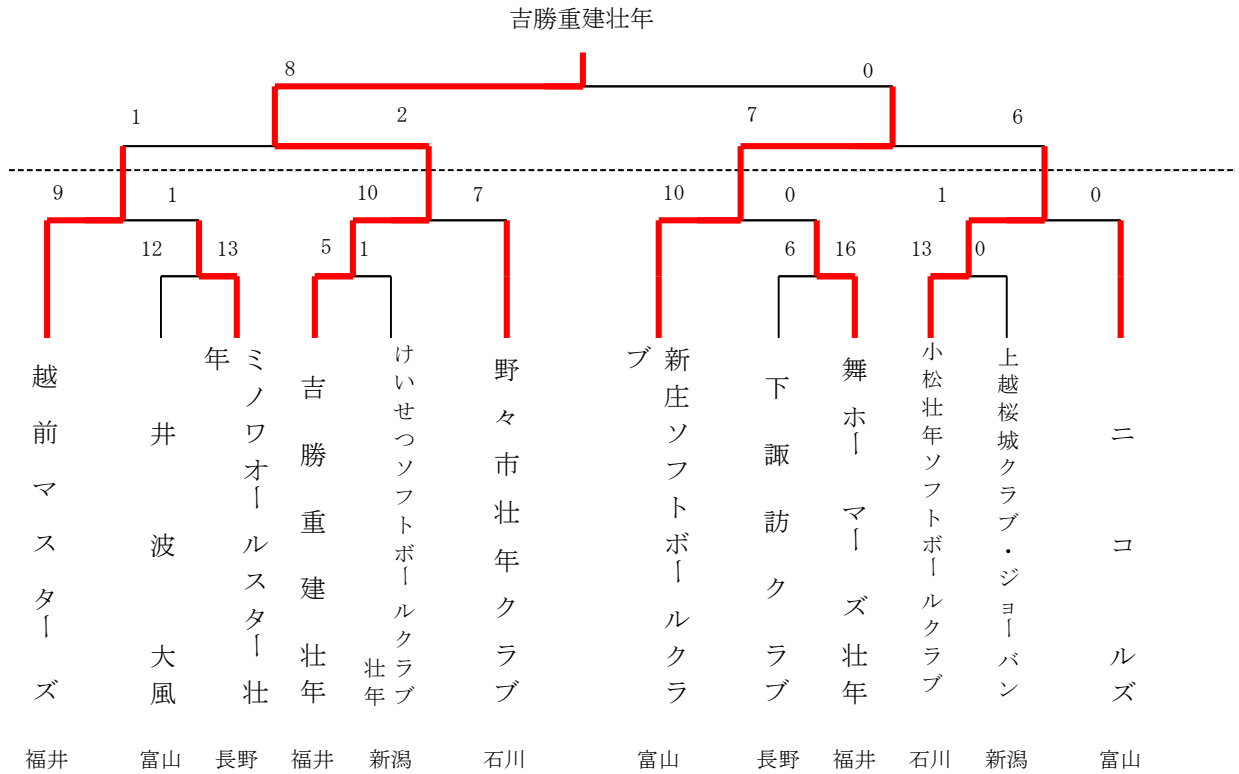 吉勝重建壮年
8 0
1 2 7 6
9 1 10 7 10 0 1 0
12 13 5 1 6 16 13 0
越前マスターズ
井波大風
ミノワオールスター壮年
吉勝重建壮年
けいせつソフトボールクラブ壮年
野々市壮年クラブ
新庄ソフトボールクラブ
下諏訪クラブ
舞ホーマーズ壮年
小松壮年ソフトボールクラブ
上越桜城クラブ・ジョーバン
ニコルズ
福井 富山 長野 福井 新潟 石川 富山 長野 福井 石川 新潟 富山